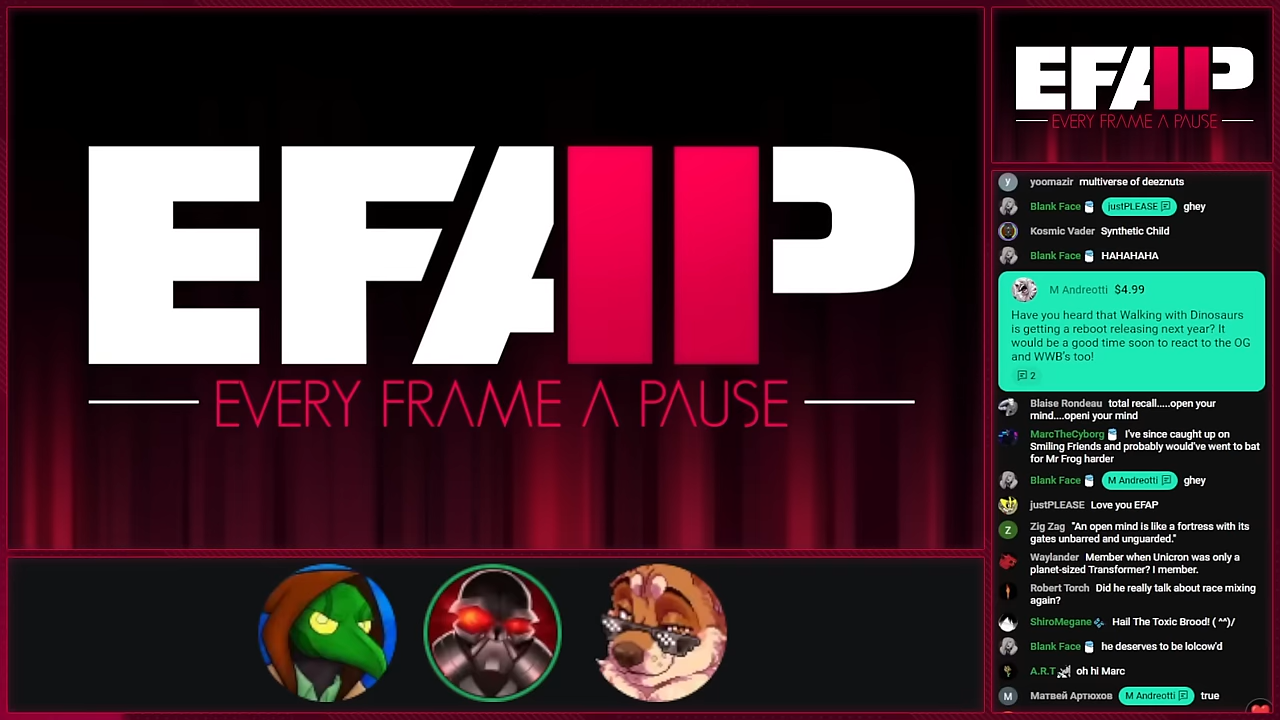 EFAP
EVERY FRAME A PAUSE
EFAP
EVERY FRAME A PAUSE
Y yoomazir multiverse of deeznuts
Blank Face justPLEASE ghey
Kosmic Vader Synthetic Child
Blank Face HAHAHAHA
M Andreotti $4.99
Have you heard that Walking with Dinosaurs
is getting a reboot releasing next year? It
would be a good time soon to react to the OG
and WWB's too!
2
Blaise Rondeau total recall.....open your
mind....openi your mind
MarcTheCyborg I've since caught up on
Smiling Friends and probably would've went to bat
for Mr Frog harder
Blank Face M Andreotti ghey
justPLEASE Love you EFAP
Z Zig Zag "An open mind is like a fortress with its
gates unbarred and unguarded."
Waylander Member when Unicron was only a
planet-sized Transformer? I member.
Robert Torch Did he really talk about race mixing
again?
ShiroMegane Hail The Toxic Brood! ( ^^)/
Blank Face he deserves to be lolcow'd
A.R.T oh hi Marc
M Матвей Артюхов M Andreotti true